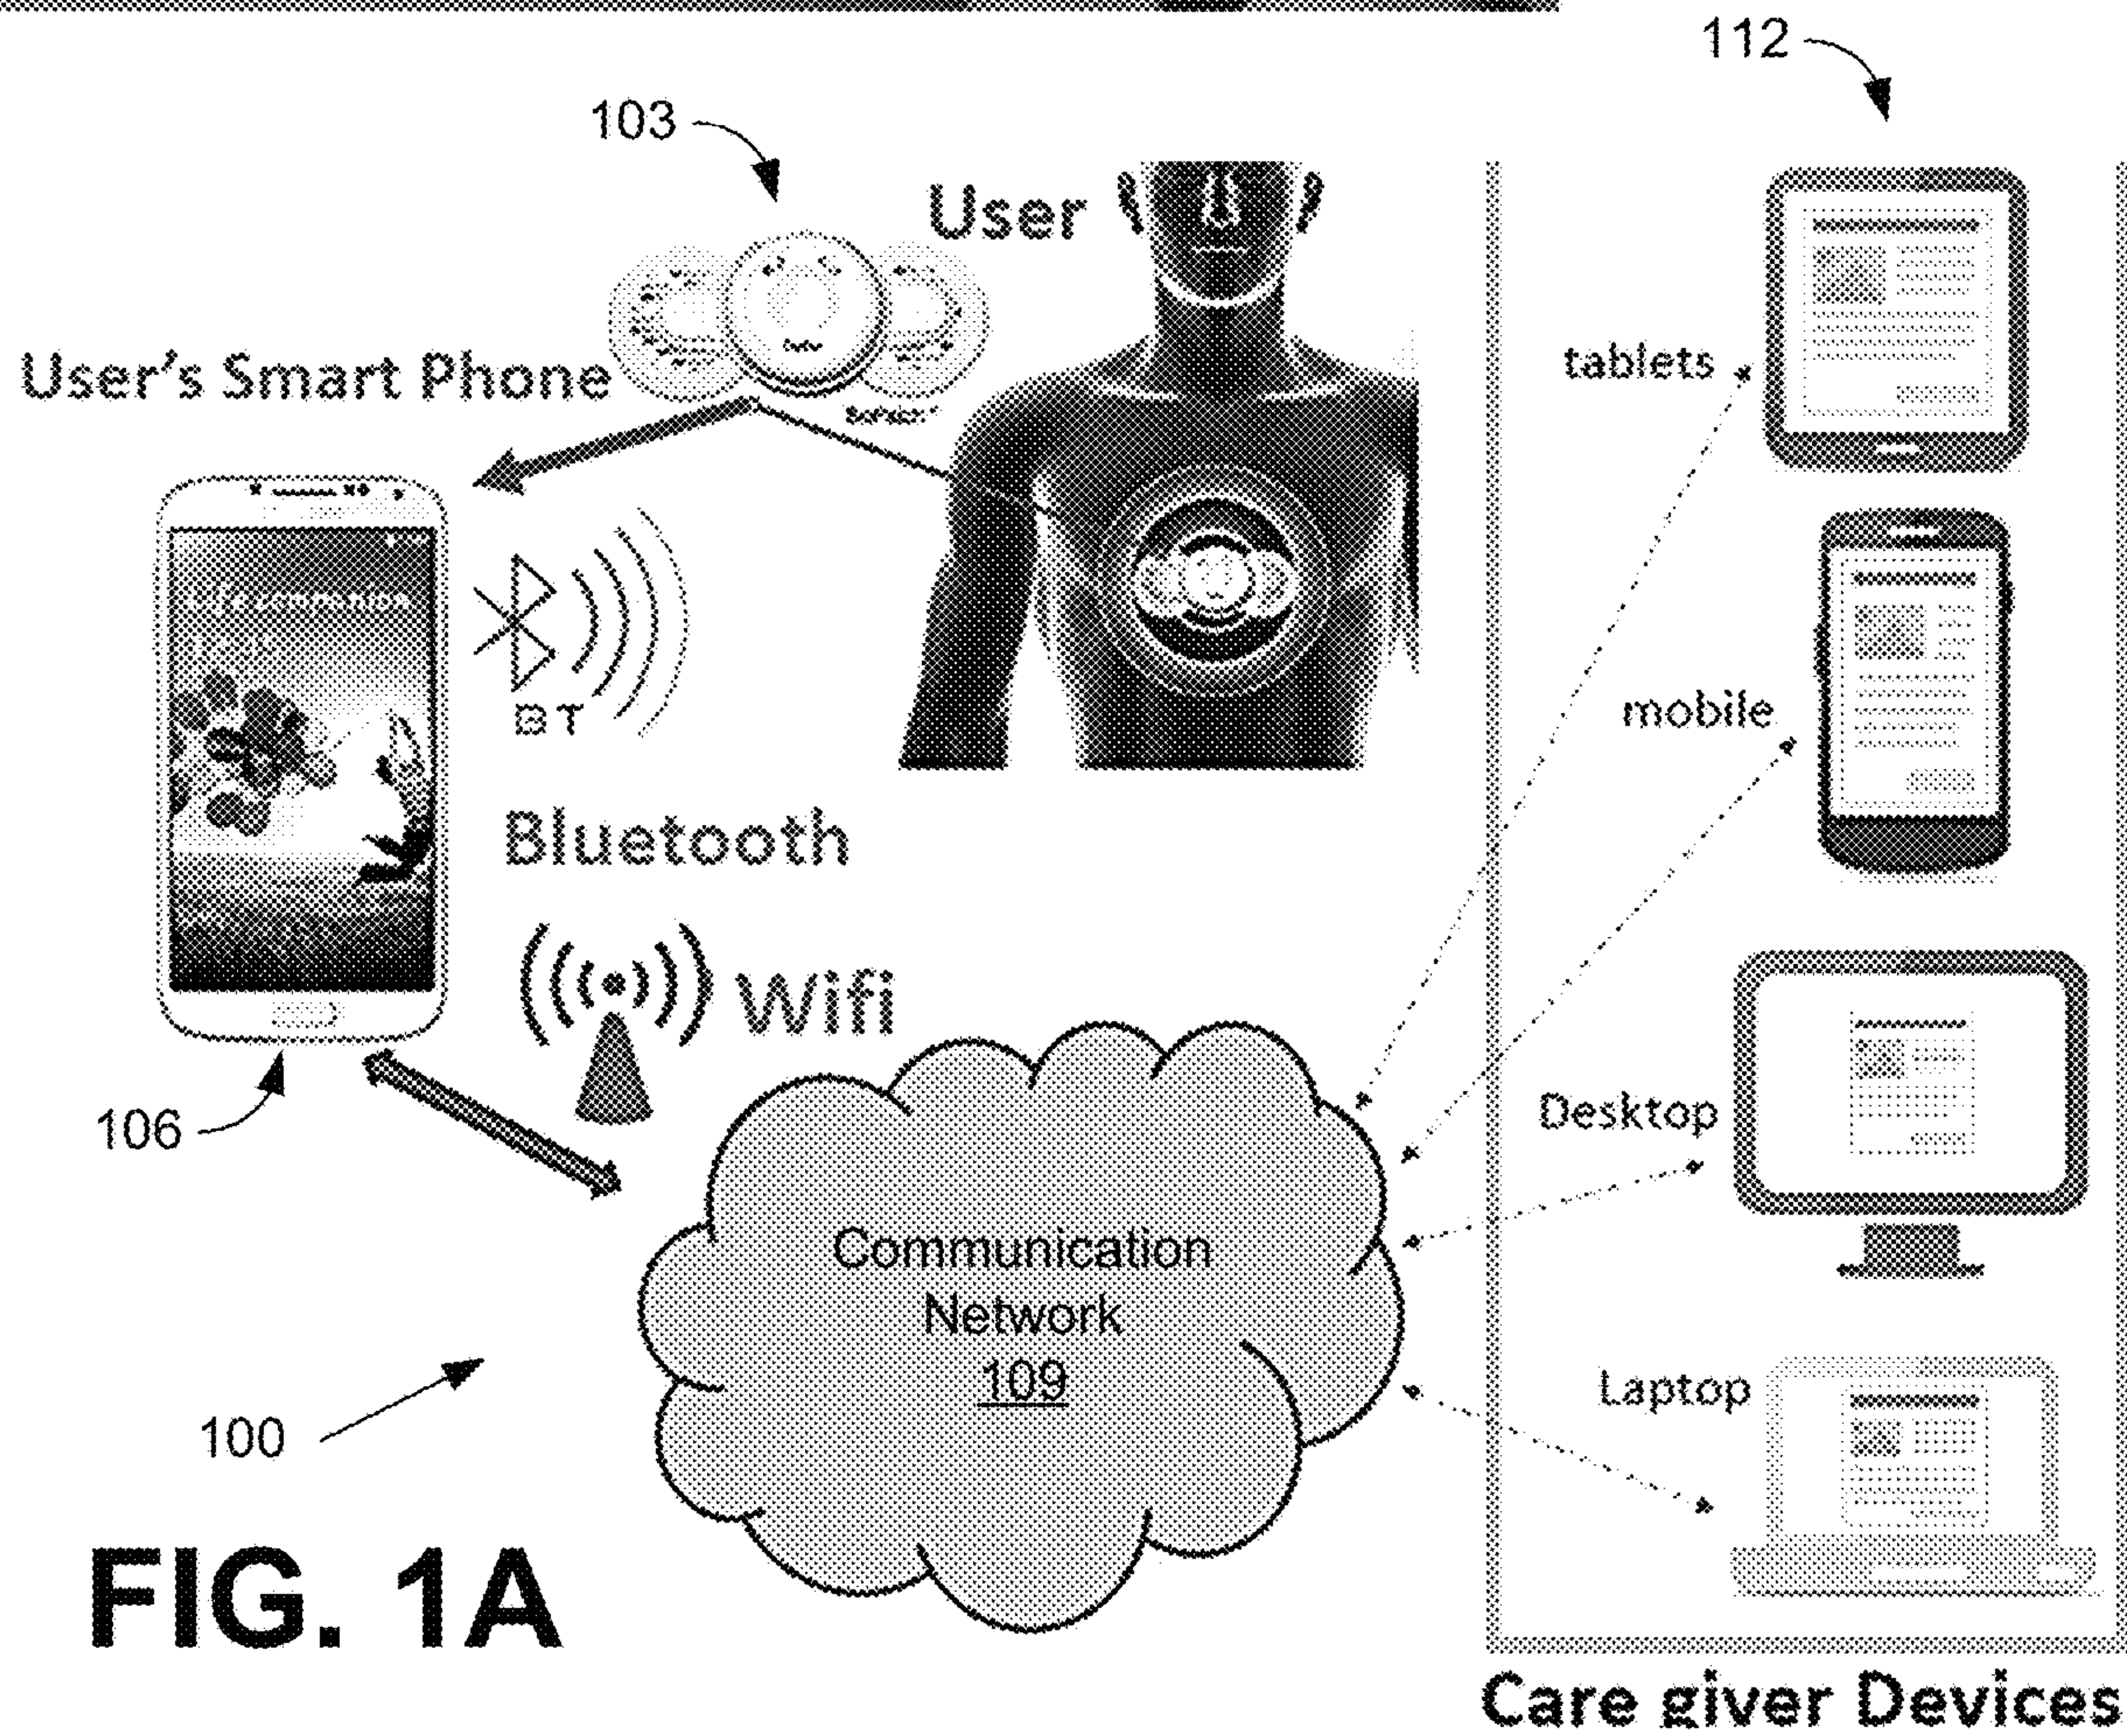 112
103
User
User's Smart Phone
tablets
BT
mobile
Bluetooth
Wifi
106
Desktop
Communication
Network
109
Laptop
100
FIG. 1A
Care giver Devices